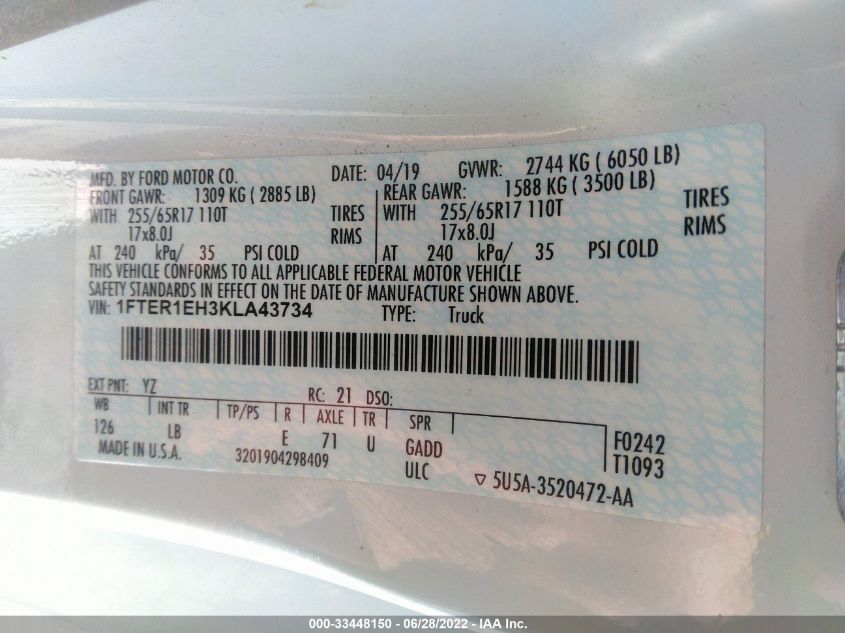 MFD. BY FORD MOTOR CO. DATE: 04/19 GVWR: 2744 KG ( 6050 LB)
FRONT GAWR: 1309 KG ( 2885 LB) REAR GAWR: 1588 KG ( 3500 LB)
WITH 255/65R17 110T TIRES WITH 255/65R17 110T TIRES
17x8.0J RIMS 17x8.0J RIMS
AT 240 kPa/ 35 PSI COLD AT 240 kPa/ 35 PSI COLD
THIS VEHICLE CONFORMS TO ALL APPLICABLE FEDERAL MOTOR VEHICLE
SAFETY STANDARDS IN EFFECT ON THE DATE OF MANUFACTURE SHOWN ABOVE.
VIN: 1FTER1EH3KLA43734 TYPE: Truck
EXT PNT: YZ RC: 21 DSO:
WB INT TR TP/PS R AXLE TR SPR
126 LB E 71 U GADD F0242
MADE IN U.S.A. 3201904298409 ULC T1093
▽ 5U5A-3520472-AA
000-33448150 - 06/28/2022 - IAA Inc.